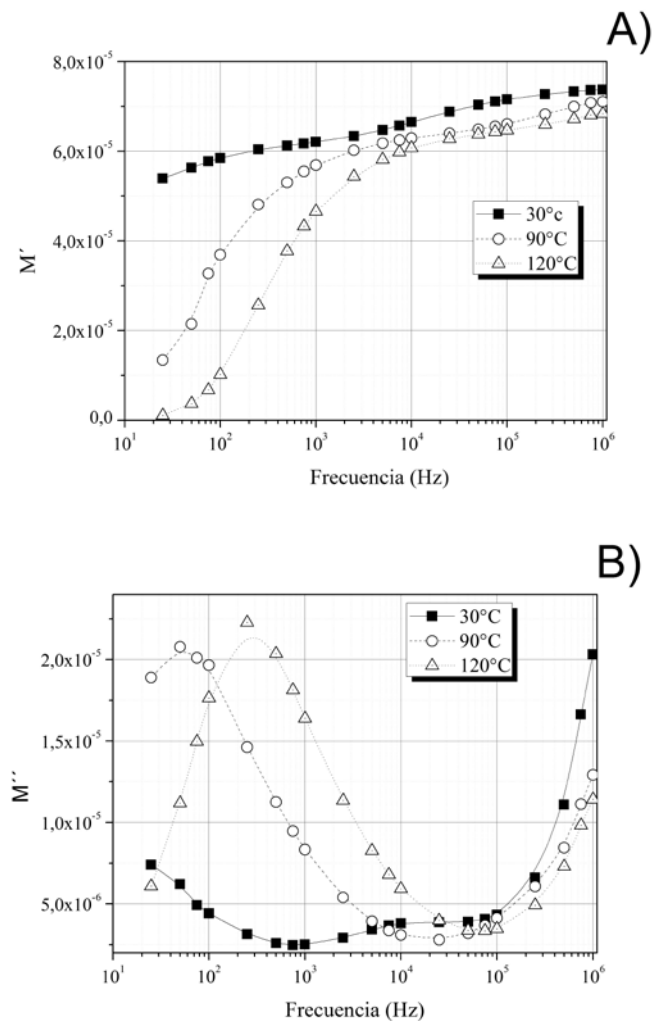 A)
8,0x10⁻⁵
6,0x10⁻⁵
4,0x10⁻⁵
2,0x10⁻⁵
0,0
M´
30°c
90°C
120°C
10¹ 10² 10³ 10⁴ 10⁵ 10⁶
Frecuencia (Hz)
B)
2,0x10⁻⁵
1,5x10⁻⁵
1,0x10⁻⁵
5,0x10⁻⁶
M´´
30°C
90°C
120°C
10¹ 10² 10³ 10⁴ 10⁵ 10⁶
Frecuencia (Hz)